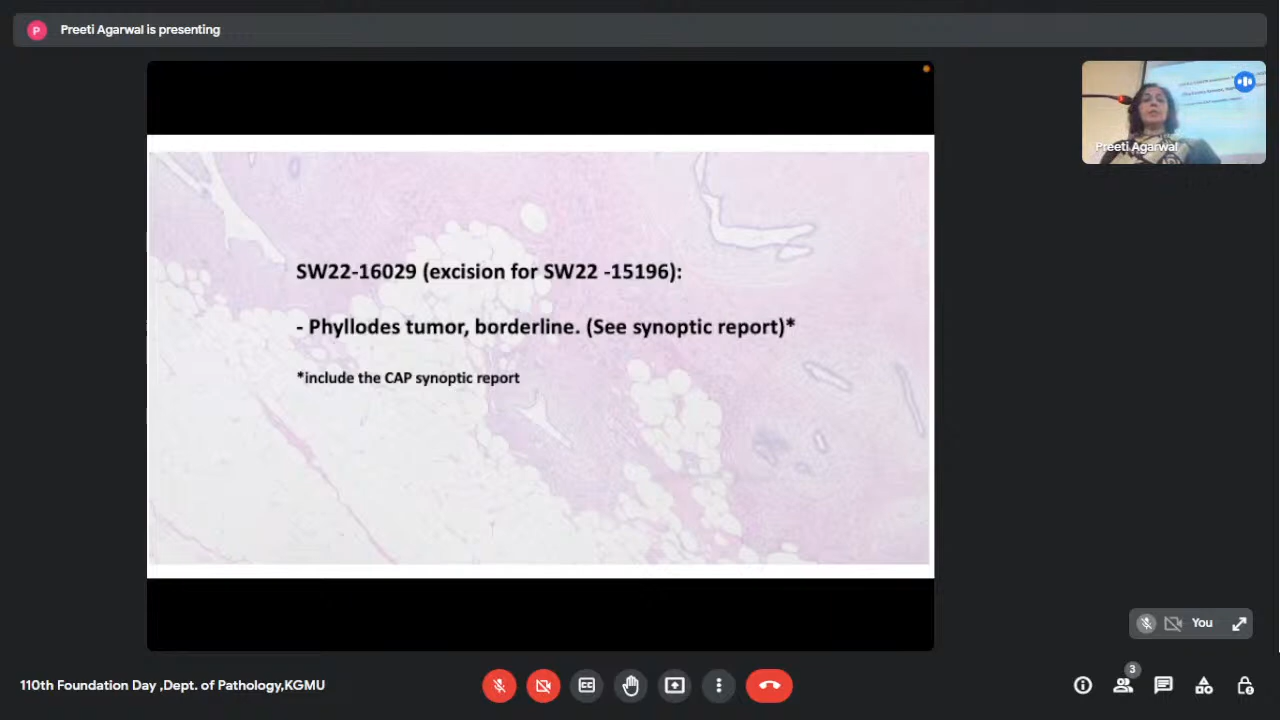 P
Preeti Agarwal is presenting
Preeti Agarwal
SW22-16029 (excision for SW22 -15196):
- Phyllodes tumor, borderline. (See synoptic report)*
*include the CAP synoptic report
You
110th Foundation Day ,Dept. of Pathology,KGMU
3